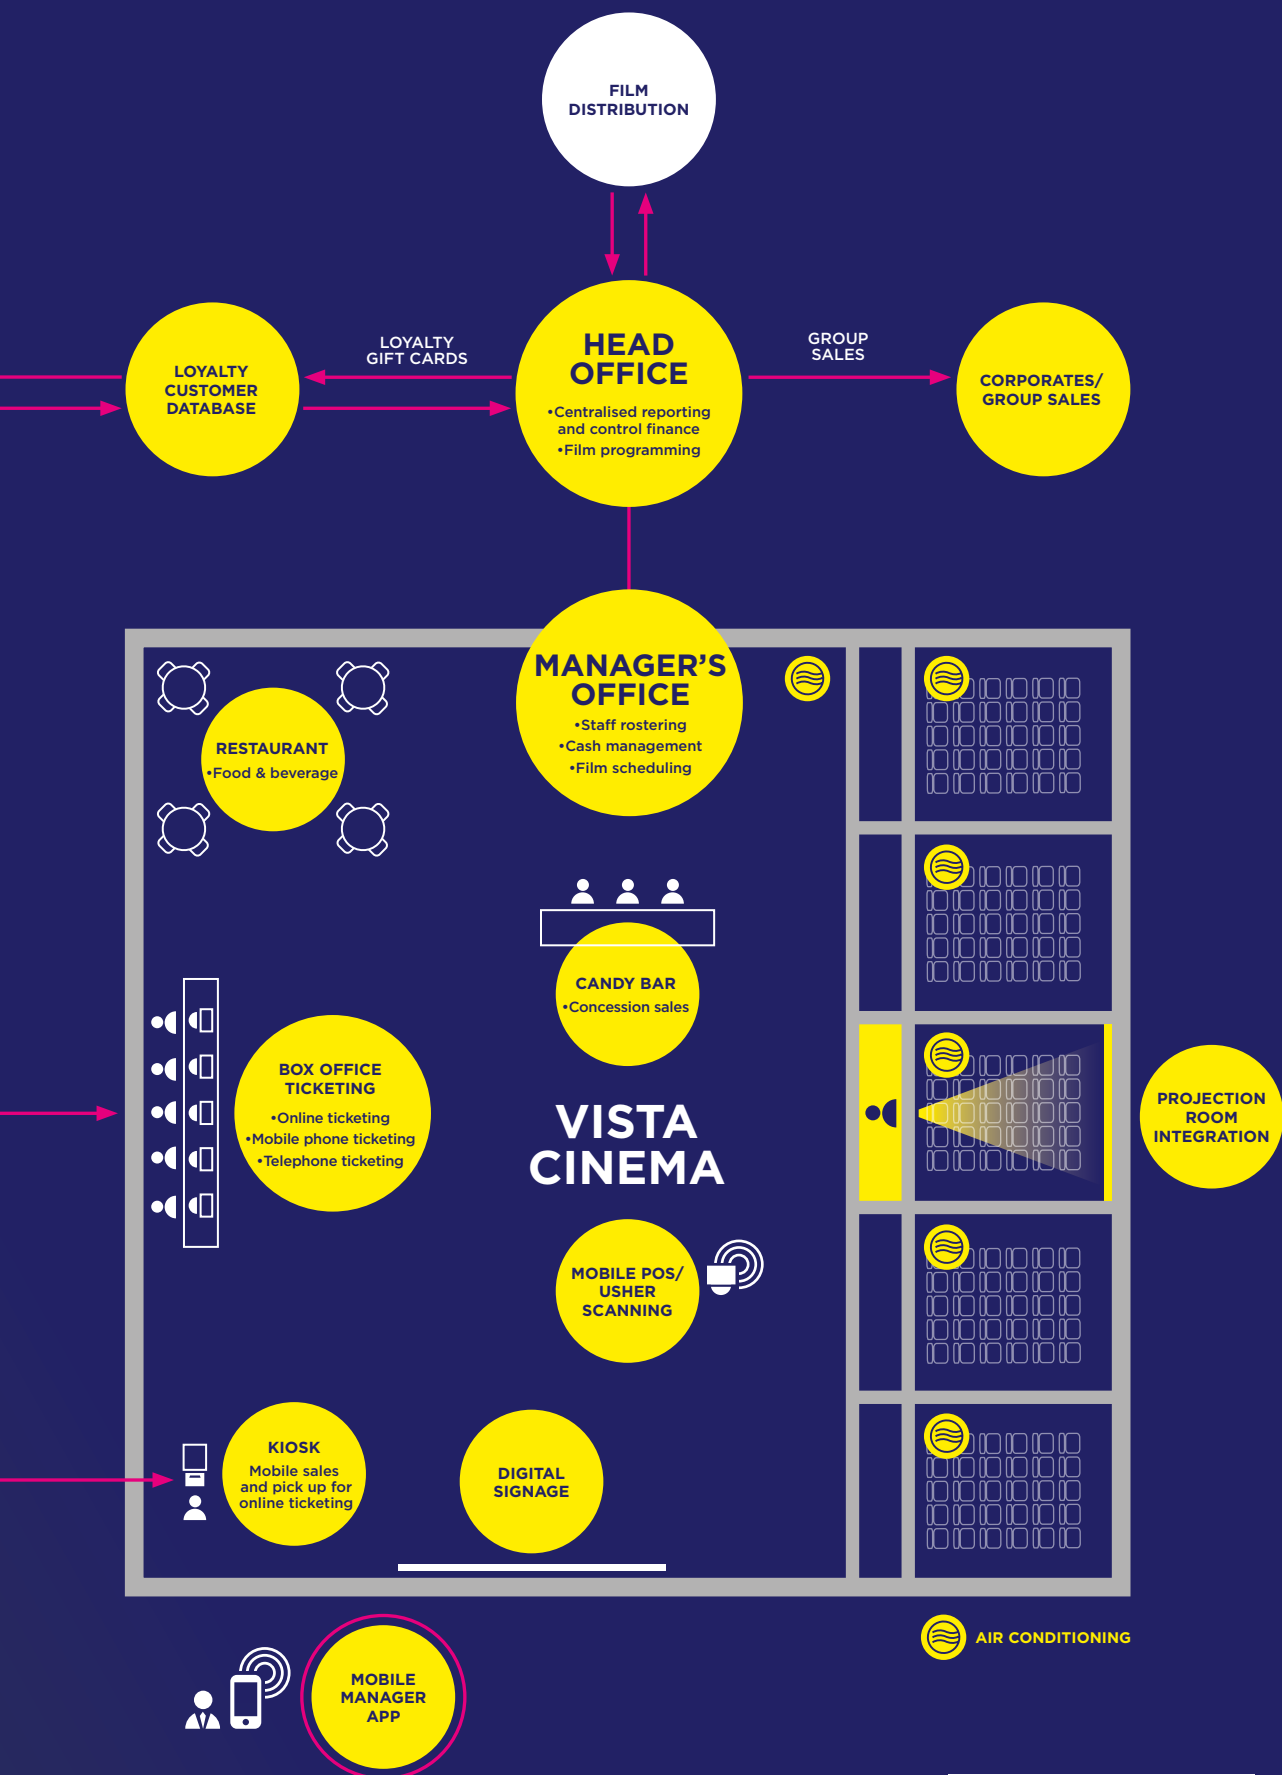 FILM
DISTRIBUTION
LOYALTY
CUSTOMER
DATABASE
LOYALTY
GIFT CARDS
HEAD
OFFICE
•Centralised reporting
and control finance
•Film programming
GROUP
SALES
CORPORATES/
GROUP SALES
MANAGER'S
OFFICE
•Staff rostering
•Cash management
•Film scheduling
RESTAURANT
•Food & beverage
CANDY BAR
•Concession sales
BOX OFFICE
TICKETING
•Online ticketing
•Mobile phone ticketing
•Telephone ticketing
VISTA
CINEMA
PROJECTION
ROOM
INTEGRATION
MOBILE POS/
USHER
SCANNING
KIOSK
Mobile sales
and pick up for
online ticketing
DIGITAL
SIGNAGE
AIR CONDITIONING
MOBILE
MANAGER
APP